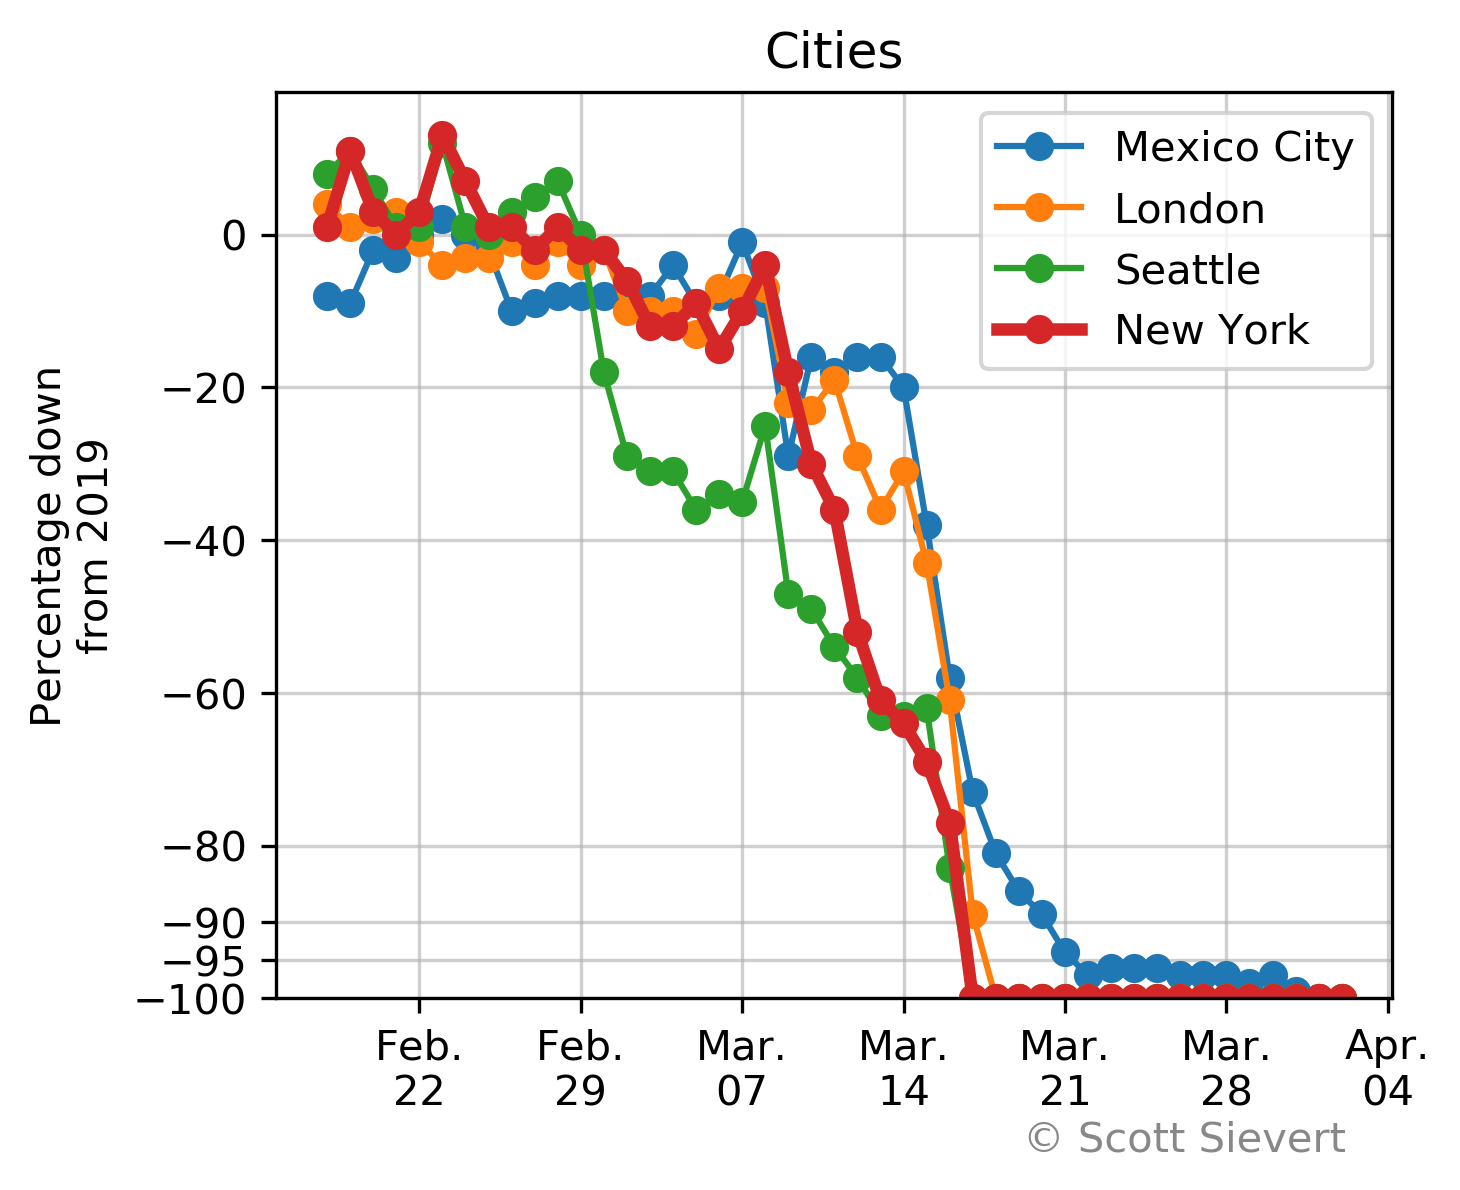 Cities
Mexico City
London
Seattle
New York
Percentage down
from 2019
0
−20
−40
−60
−80
−90
−95
−100
Feb. Feb. Mar. Mar. Mar. Mar. Apr.
22 29 07 14 21 28 04
© Scott Sievert